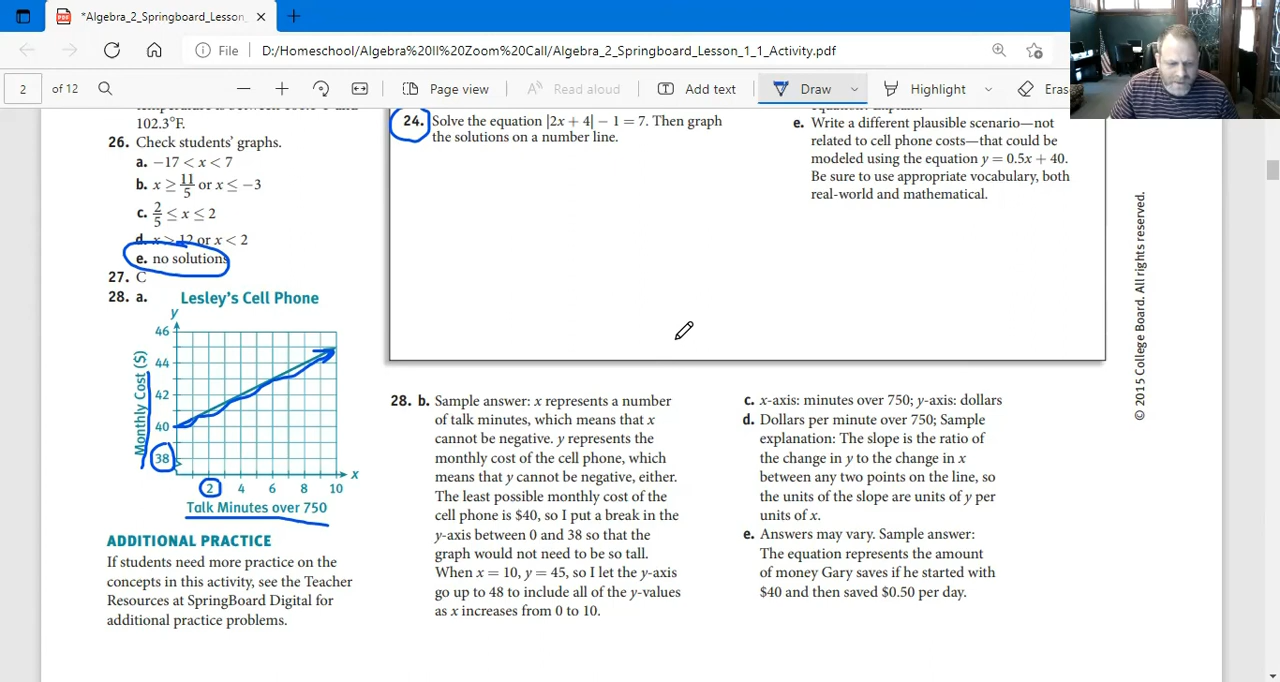 *Algebra_2_Springboard_Lesson_
File
D:/Homeschool/Algebra%20II%20Zoom%20Call/Algebra_2_Springboard_Lesson_1_1_Activity.pdf
2
of 12
Page view
Read aloud
Add text
Draw
Highlight
Eras
102.3°F.
26. Check students' graphs.
a. −17 < x < 7
b. x ≥ 11/5 or x ≤ −3
c. 2/5 ≤ x ≤ 2
d. x > 12 or x < 2
e. no solutions
27. C
28. a.
Lesley's Cell Phone
y
46
44
42
40
38
Monthly Cost ($)
x
2 4 6 8 10
Talk Minutes over 750
ADDITIONAL PRACTICE
If students need more practice on the
concepts in this activity, see the Teacher
Resources at SpringBoard Digital for
additional practice problems.
24. Solve the equation |2x + 4| − 1 = 7. Then graph
the solutions on a number line.
e. Write a different plausible scenario—not
related to cell phone costs—that could be
modeled using the equation y = 0.5x + 40.
Be sure to use appropriate vocabulary, both
real-world and mathematical.
28. b. Sample answer: x represents a number
of talk minutes, which means that x
cannot be negative. y represents the
monthly cost of the cell phone, which
means that y cannot be negative, either.
The least possible monthly cost of the
cell phone is $40, so I put a break in the
y-axis between 0 and 38 so that the
graph would not need to be so tall.
When x = 10, y = 45, so I let the y-axis
go up to 48 to include all of the y-values
as x increases from 0 to 10.
c. x-axis: minutes over 750; y-axis: dollars
d. Dollars per minute over 750; Sample
explanation: The slope is the ratio of
the change in y to the change in x
between any two points on the line, so
the units of the slope are units of y per
units of x.
e. Answers may vary. Sample answer:
The equation represents the amount
of money Gary saves if he started with
$40 and then saved $0.50 per day.
© 2015 College Board. All rights reserved.